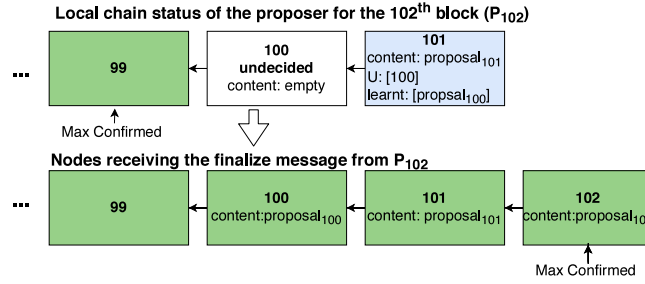 Local chain status of the proposer for the 102th block (P102)
...
99
100
undecided
content: empty
101
content: proposal101
U: [100]
learnt: [propsal100]
Max Confirmed
Nodes receiving the finalize message from P102
...
99
100
content:proposal100
101
content: proposal101
102
content:proposal10
Max Confirmed